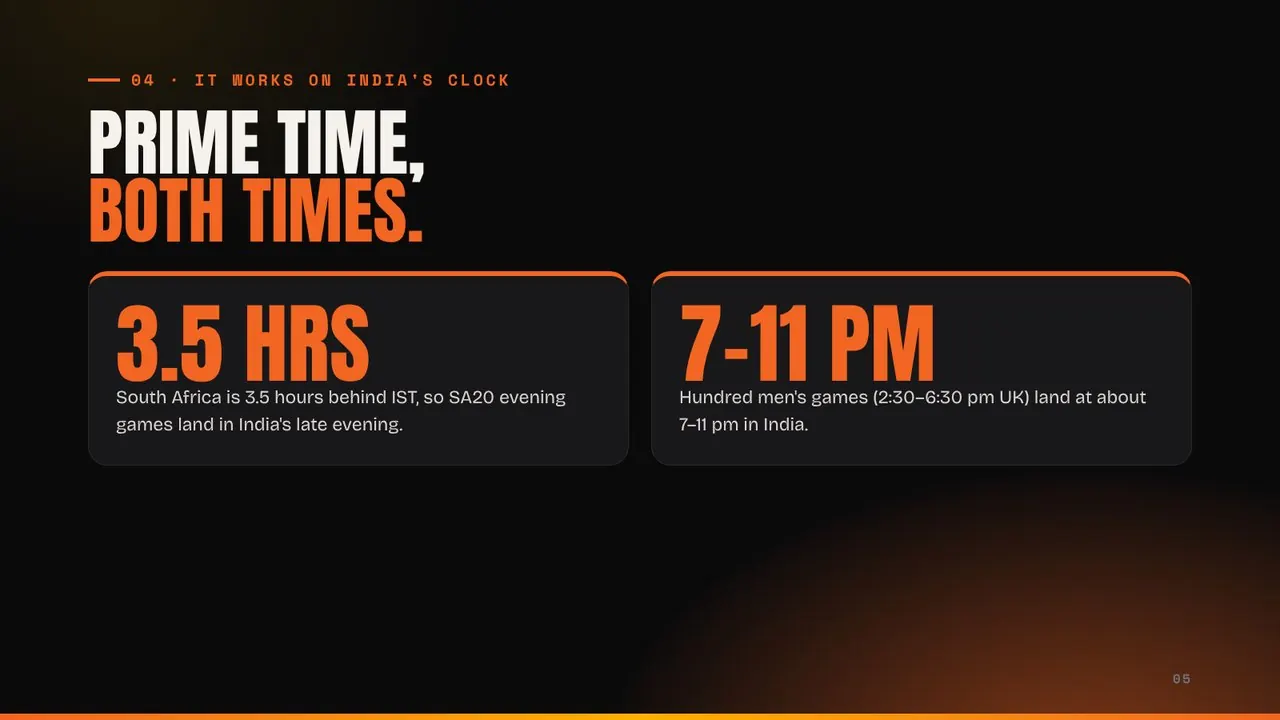 04 · IT WORKS ON INDIA'S CLOCK
PRIME TIME,
BOTH TIMES.
3.5 HRS
South Africa is 3.5 hours behind IST, so SA20 evening
games land in India's late evening.
7-11 PM
Hundred men's games (2:30–6:30 pm UK) land at about
7–11 pm in India.
05